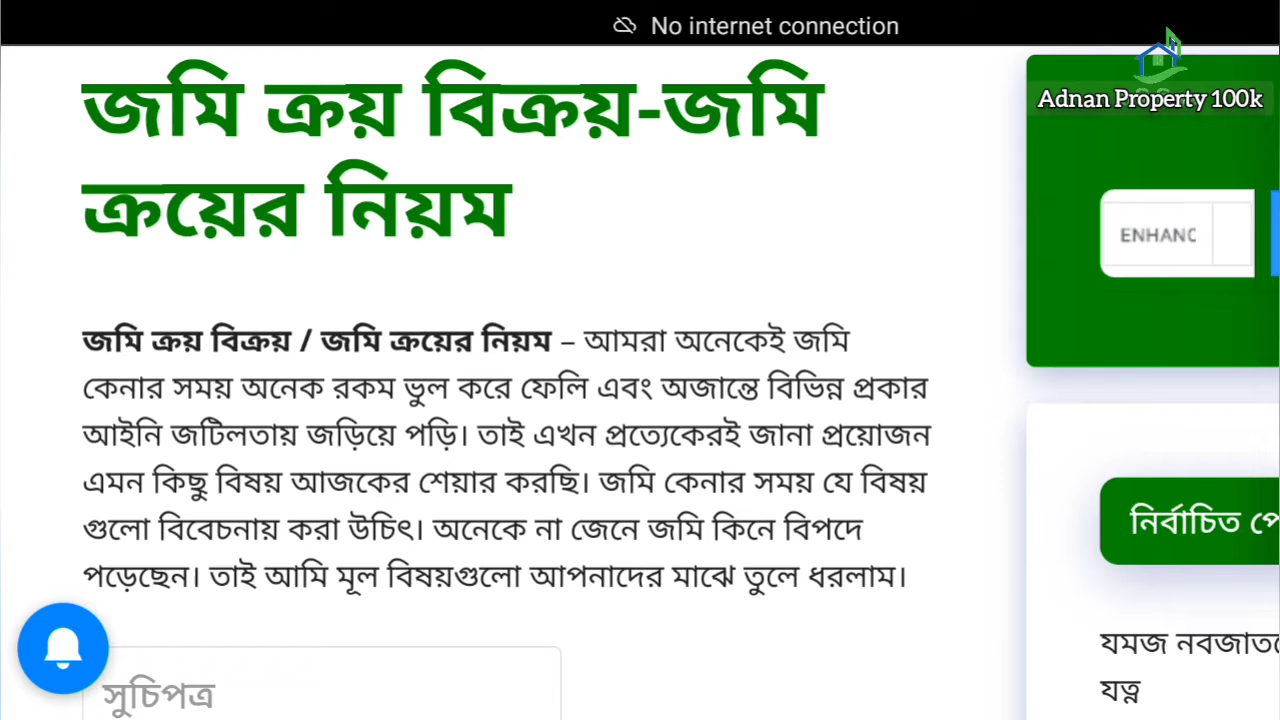 No internet connection
জমি ক্রয় বিক্রয়-জমি
ক্রয়ের নিয়ম
জমি ক্রয় বিক্রয় / জমি ক্রয়ের নিয়ম – আমরা অনেকেই জমি
কেনার সময় অনেক রকম ভুল করে ফেলি এবং অজান্তে বিভিন্ন প্রকার
আইনি জটিলতায় জড়িয়ে পড়ি। তাই এখন প্রত্যেকেরই জানা প্রয়োজন
এমন কিছু বিষয় আজকের শেয়ার করছি। জমি কেনার সময় যে বিষয়
গুলো বিবেচনায় করা উচিৎ। অনেকে না জেনে জমি কিনে বিপদে
পড়েছেন। তাই আমি মূল বিষয়গুলো আপনাদের মাঝে তুলে ধরলাম।
সুচিপত্র
Adnan Property 100k
ENHANC
নির্বাচিত
যমজ
যত্ন